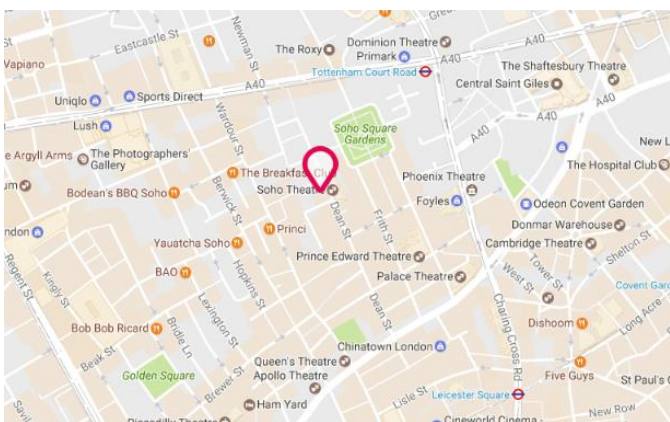 Eastcastle St
Newman St
The Roxy
Dominion Theatre
Primark
A40
Vapiano
Tottenham Court Road
The Shaftesbury Theatre
Central Saint Giles
A40
Uniqlo
Sports Direct
A40
Lush
Wardour St
Soho Square
Gardens
A40
New L
e Argyll Arms
The Photographers'
Gallery
The Breakfast Club
The Hospital Club
Soho Theatre
Phoenix Theatre
Bodean's BBQ Soho
Berwick St
Foyles
Odeon Covent Garden
Dean St
Frith St
Princi
Donmar Warehouse
ndon
Yauatcha Soho
Cambridge Theatre
Shelton St
Prince Edward Theatre
Regent St
Kingly St
BAO
Hopkins St
Palace Theatre
West St
Tower St
Covent Gar
Lexington St
Dean St
Charing Cross Rd
Long Acre
Bob Bob Ricard
Bridle Ln
Dishoom
Beak St
Chinatown London
Golden Square
Brewer St
Queen's Theatre
Apollo Theatre
Five Guys
St Paul's
Lisle St
Leicester Square
Ham Yard
New Row
Savil
Piccadilly Theatre
Cineworld Cinema